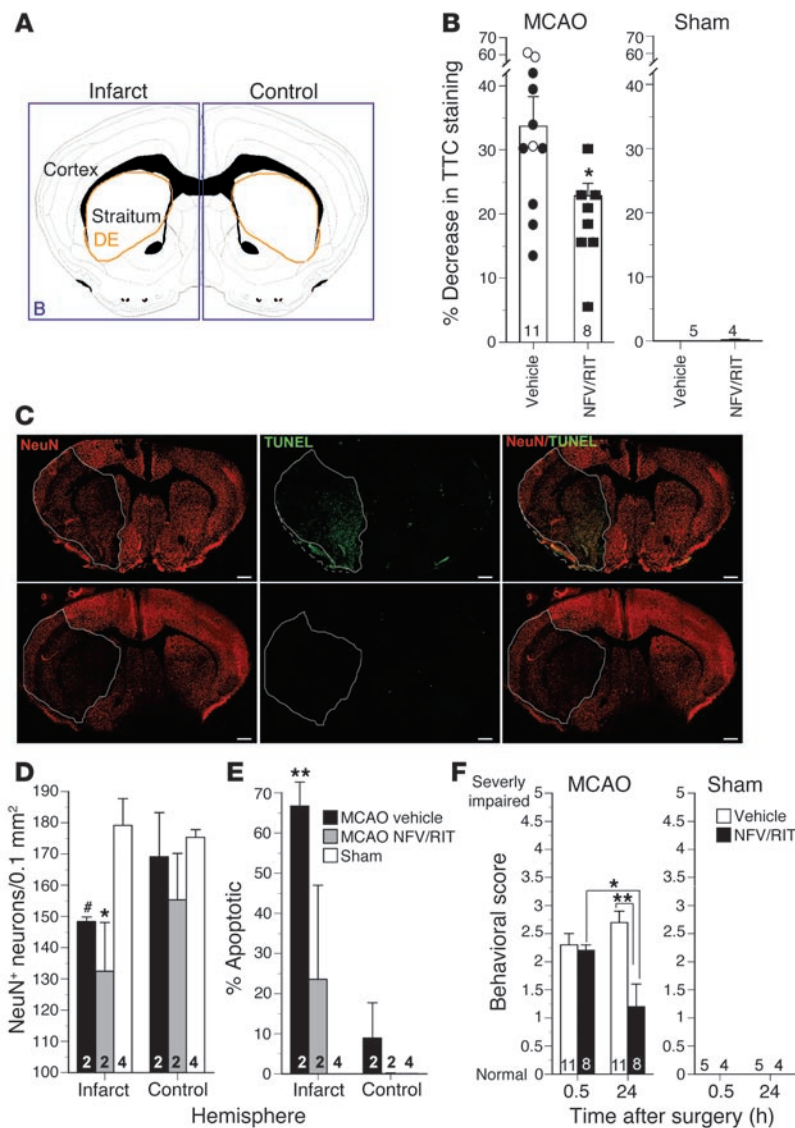 A
Infarct
Control
Cortex
Straitum
DE
B
B
MCAO
Sham
% Decrease in TTC staining
70
60
40
30
20
10
0
*
11
8
Vehicle
NFV/RIT
70
60
40
30
20
10
0
5
4
Vehicle
NFV/RIT
C
NeuN
TUNEL
NeuN/TUNEL
D
NeuN⁺ neurons/0.1 mm²
190
180
170
160
150
140
130
120
110
100
#
*
2
2
4
2
2
4
Infarct
Control
E
% Apoptotic
70
60
50
40
30
20
10
0
**
MCAO vehicle
MCAO NFV/RIT
Sham
2
2
4
2
2
4
Infarct
Control
Hemisphere
F
Severly impaired
MCAO
Sham
Behavioral score
5
4.5
4
3.5
3
2.5
2
1.5
1
0.5
0
Normal
*
**
11
8
11
8
0.5
24
5
4.5
4
3.5
3
2.5
2
1.5
1
0.5
0
Vehicle
NFV/RIT
5
4
5
4
0.5
24
Time after surgery (h)